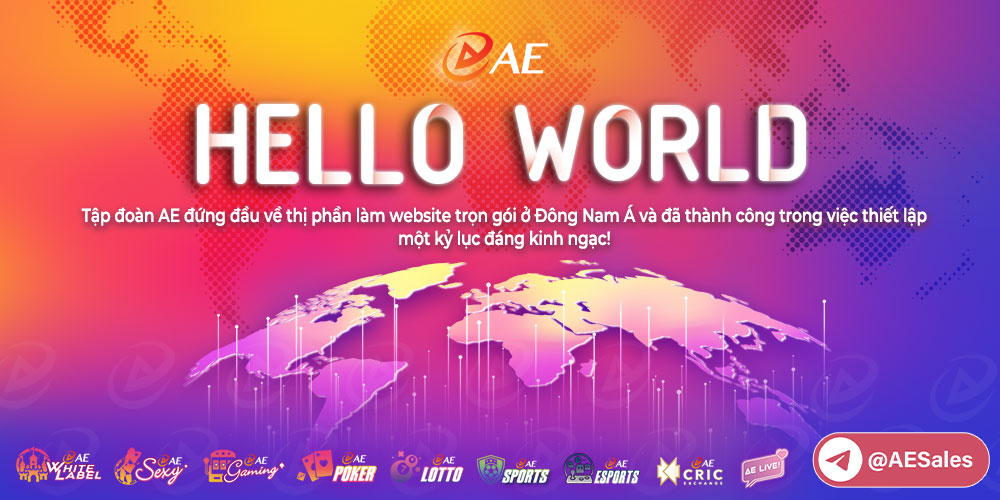 AE
HELLO WORLD
Tập đoàn AE đứng đầu về thị phần làm website trọn gói ở Đông Nam Á và đã thành công trong việc thiết lập
một kỷ lục đáng kinh ngạc!
AE WHITE LABEL
AE Sexy
AE Gaming
AE POKER
AE LOTTO
AE SPORTS
AE ESPORTS
AE CRIC EXCHANGE
AE LIVE!
@AESales